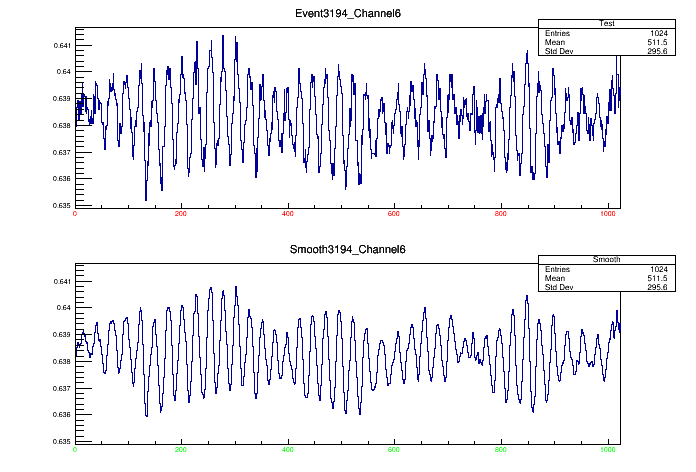 Event3194_Channel6
Test
Entries 1024
Mean 511.5
Std Dev 295.6
0.641
0.64
0.639
0.638
0.637
0.636
0.635
0 200 400 600 800 1000
Smooth3194_Channel6
Smooth
Entries 1024
Mean 511.5
Std Dev 295.6
0.641
0.64
0.639
0.638
0.637
0.636
0.635
0 200 400 600 800 1000